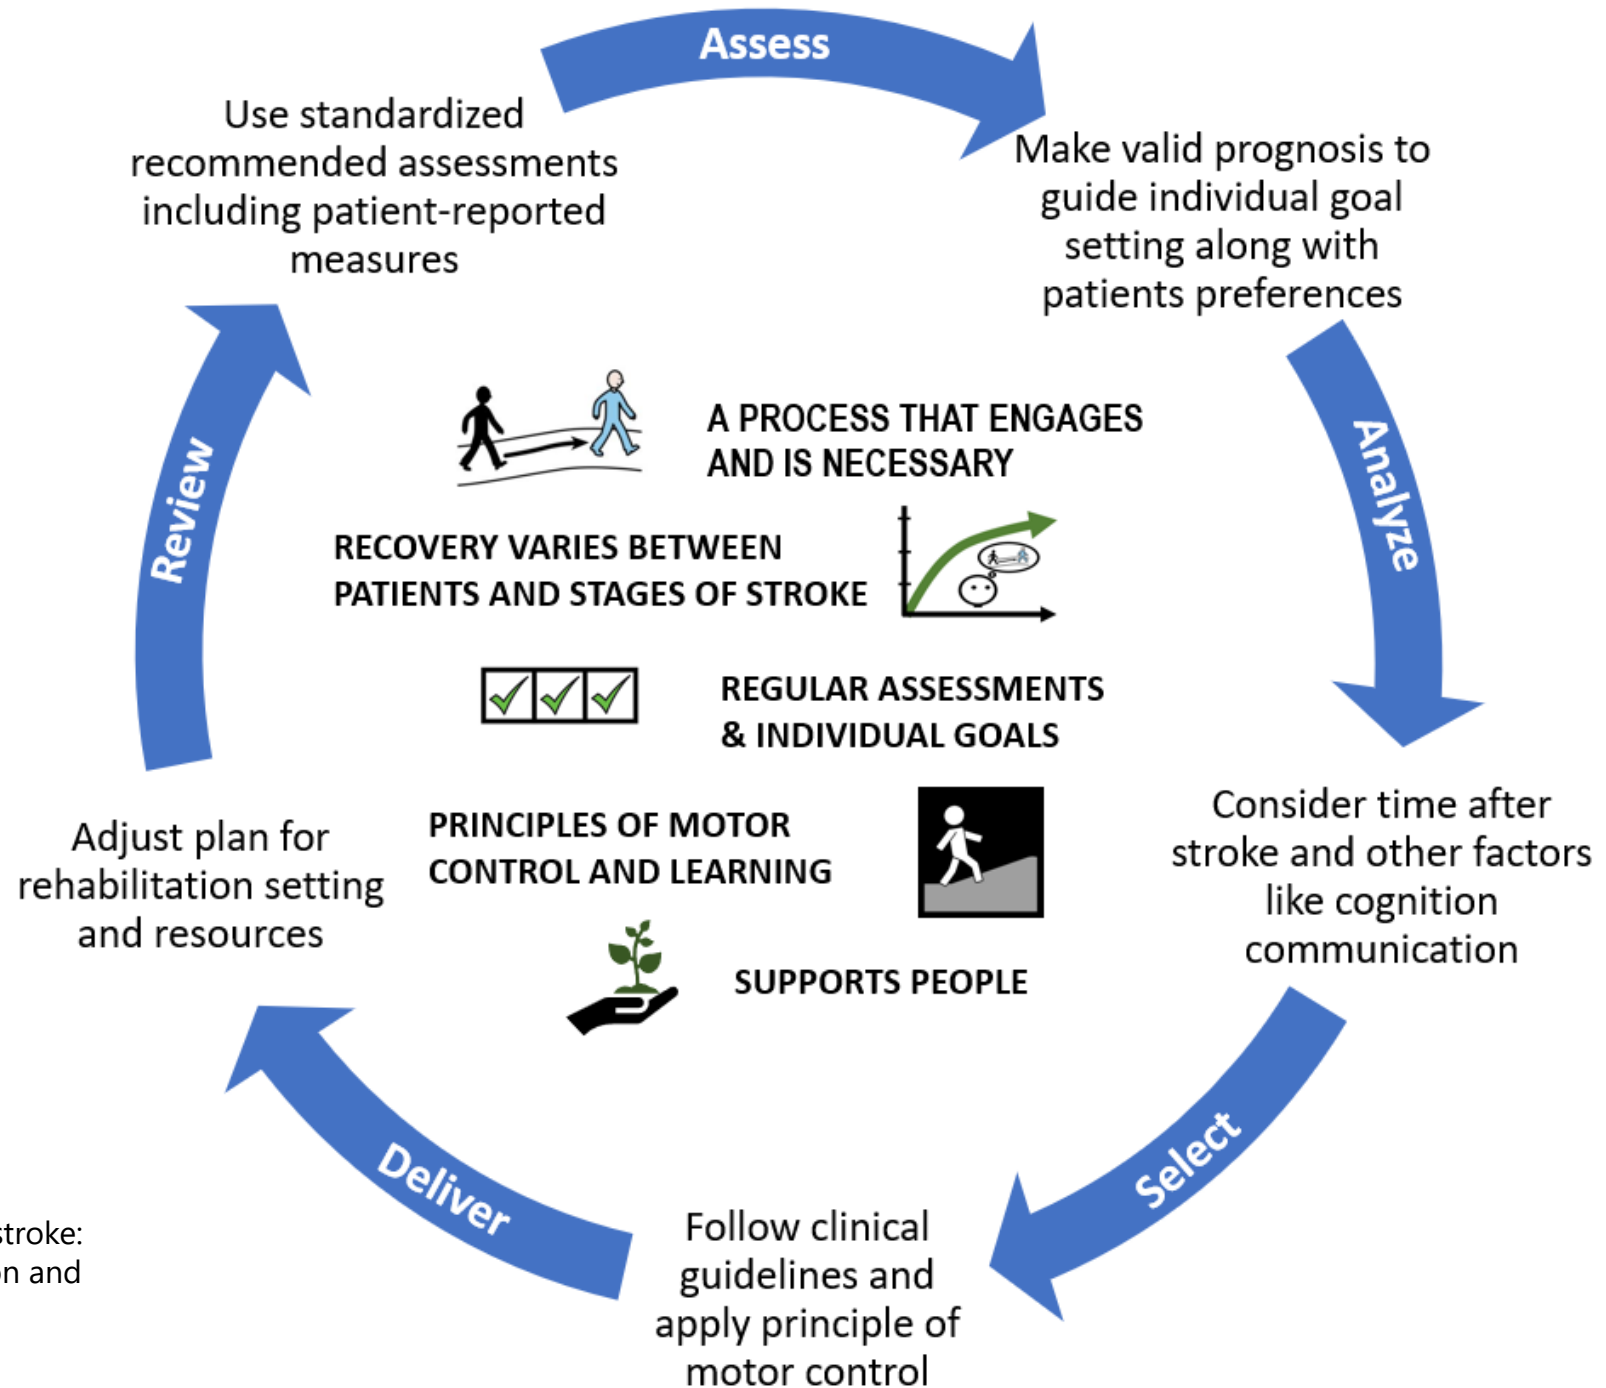 Assess
Use standardized
recommended assessments
including patient-reported
measures
Make valid prognosis to
guide individual goal
setting along with
patients preferences
Analyze
Consider time after
stroke and other factors
like cognition
communication
Select
Follow clinical
guidelines and
apply principle of
motor control
Deliver
Adjust plan for
rehabilitation setting
and resources
Review
A PROCESS THAT ENGAGES
AND IS NECESSARY
RECOVERY VARIES BETWEEN
PATIENTS AND STAGES OF STROKE
REGULAR ASSESSMENTS
& INDIVIDUAL GOALS
PRINCIPLES OF MOTOR
CONTROL AND LEARNING
SUPPORTS PEOPLE
stroke:
and